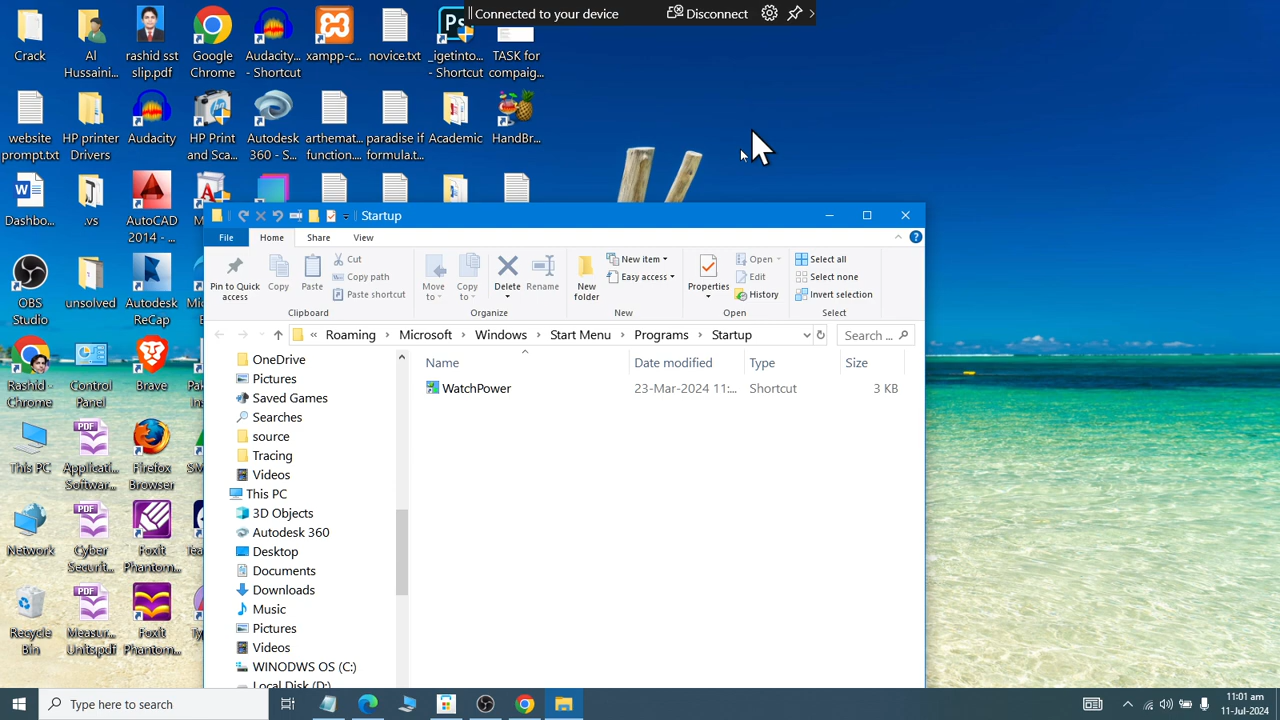 Connected to your device
Disconnect
Crack
Al
Hussaini...
rashid sst
slip.pdf
Google
Chrome
Audacity...
- Shortcut
xampp-c...
novice.txt
_igetinto...
- Shortcut
TASK for
compaig...
website
prompt.txt
HP printer
Drivers
Audacity
HP Print
and Sca...
Autodesk
360 - S...
arthemat...
function....
paradise if
formula.t...
Academic
HandBr...
Dashbo...
.vs
AutoCAD
2014 - ...
Startup
File
Home
Share
View
Pin to Quick
access
Copy
Paste
Cut
Copy path
Paste shortcut
Clipboard
Move
to
Copy
to
Delete
Rename
Organize
New
folder
New item
Easy access
New
Properties
Open
Edit
History
Open
Select all
Select none
Invert selection
Select
« Roaming > Microsoft > Windows > Start Menu > Programs > Startup
Search ...
Name
Date modified
Type
Size
WatchPower
23-Mar-2024 11:...
Shortcut
3 KB
OneDrive
Pictures
Saved Games
Searches
source
Tracing
Videos
This PC
3D Objects
Autodesk 360
Desktop
Documents
Downloads
Music
Pictures
Videos
WINODWS OS (C:)
Local Disk (D:)
OBS
Studio
unsolved
Autodesk
ReCap
Rashid -
Chrome
Control
Brave
This PC
Applicati...
Softwar...
Firefox
Browser
Network
Cyber
Securit...
Foxit
Phantom...
Recycle
Bin
Measur...
Units.pdf
Foxit
Phantom...
Type here to search
11:01 am
11-Jul-2024